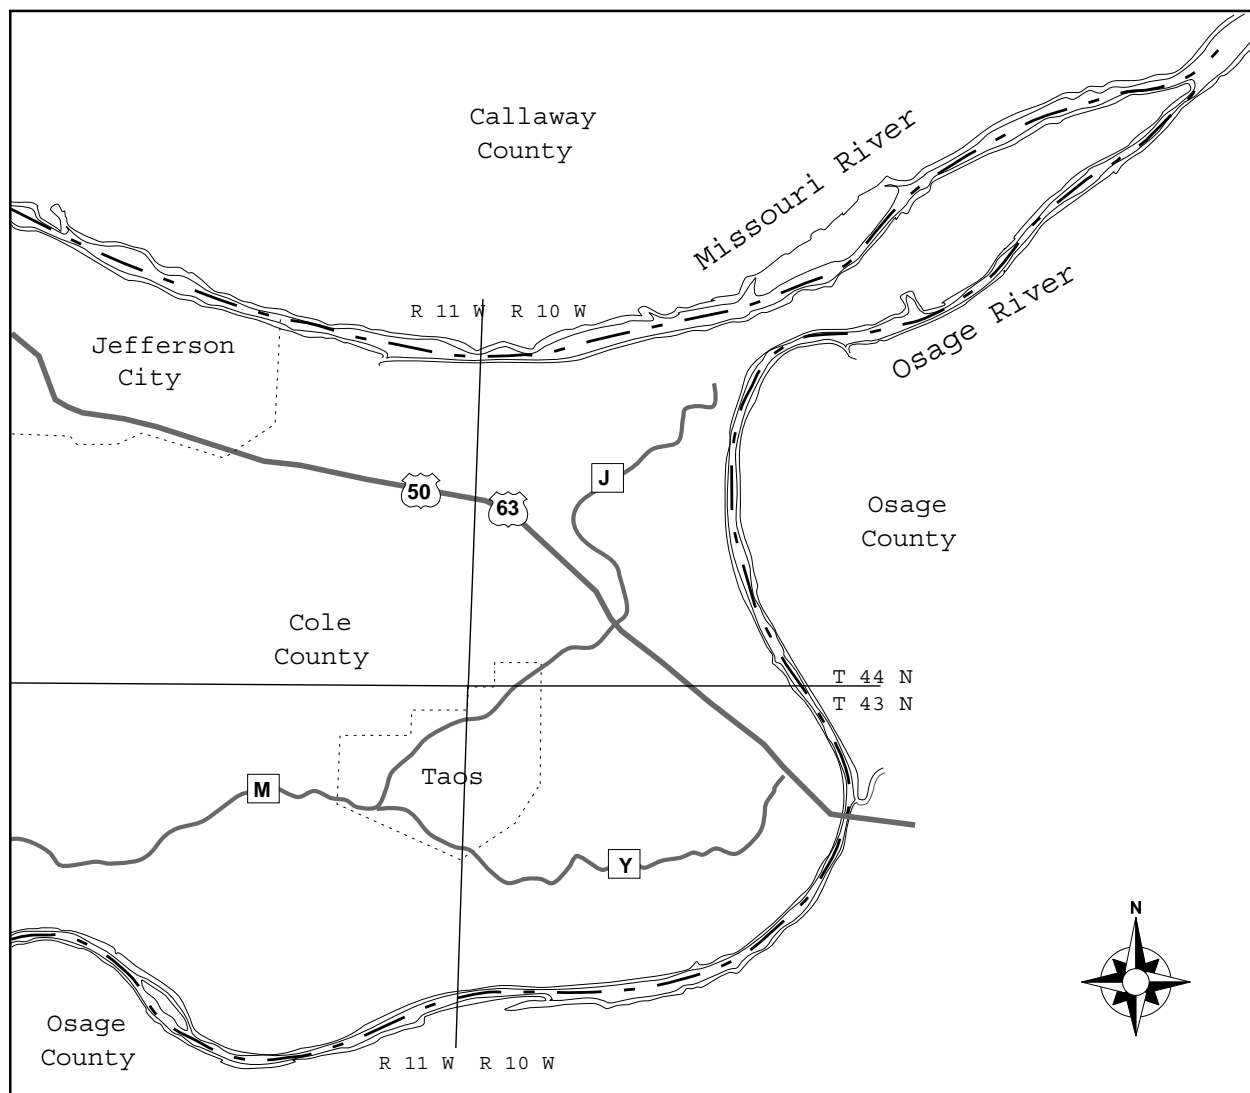 Callaway
County
Missouri River
Osage River
R 11 W R 10 W
Jefferson
City
J
50
63
Osage
County
Cole
County
T 44 N
T 43 N
Taos
M
Y
N
Osage
County
R 11 W R 10 W